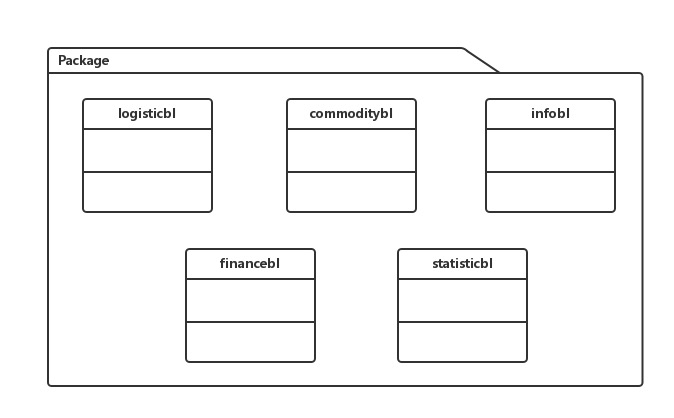 Package
logisticbl
commoditybl
infobl
financebl
statisticbl